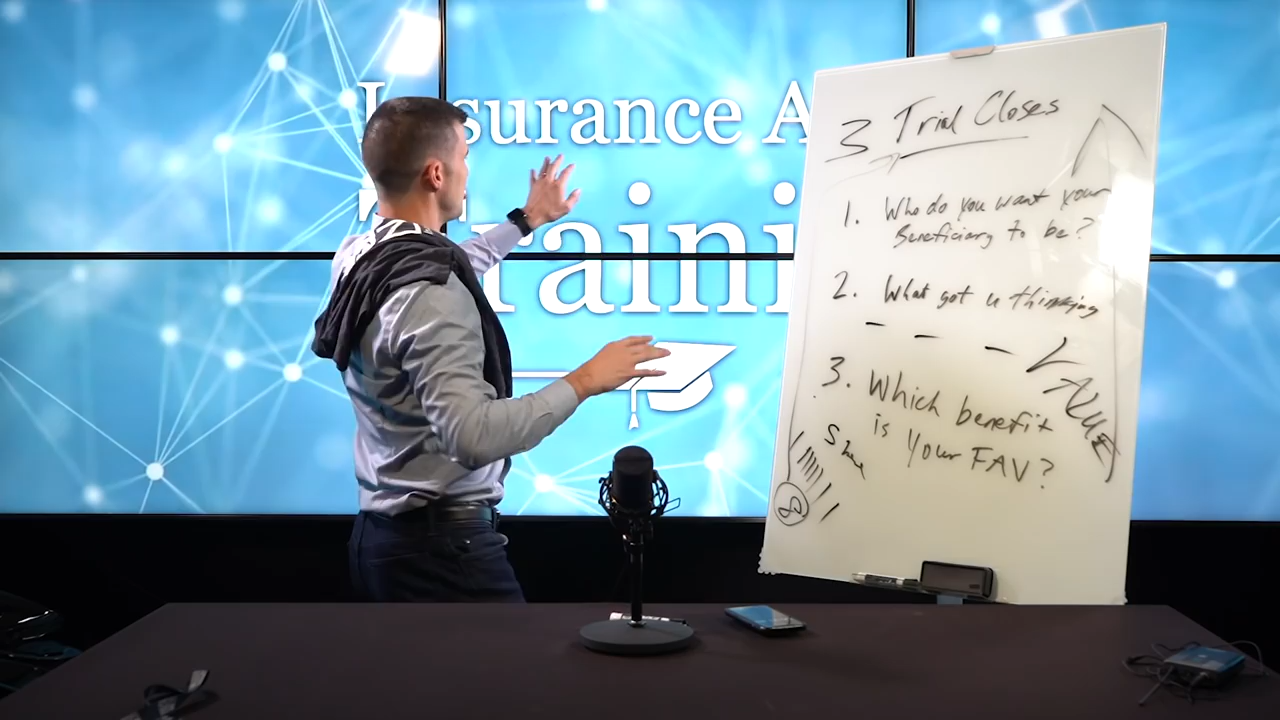 Insurance A
Traini
3 Trial Closes
1. Who do you want your
Beneficiary to be?
2. What got u thinking
3. Which benefit
is Your FAV?
VALUE